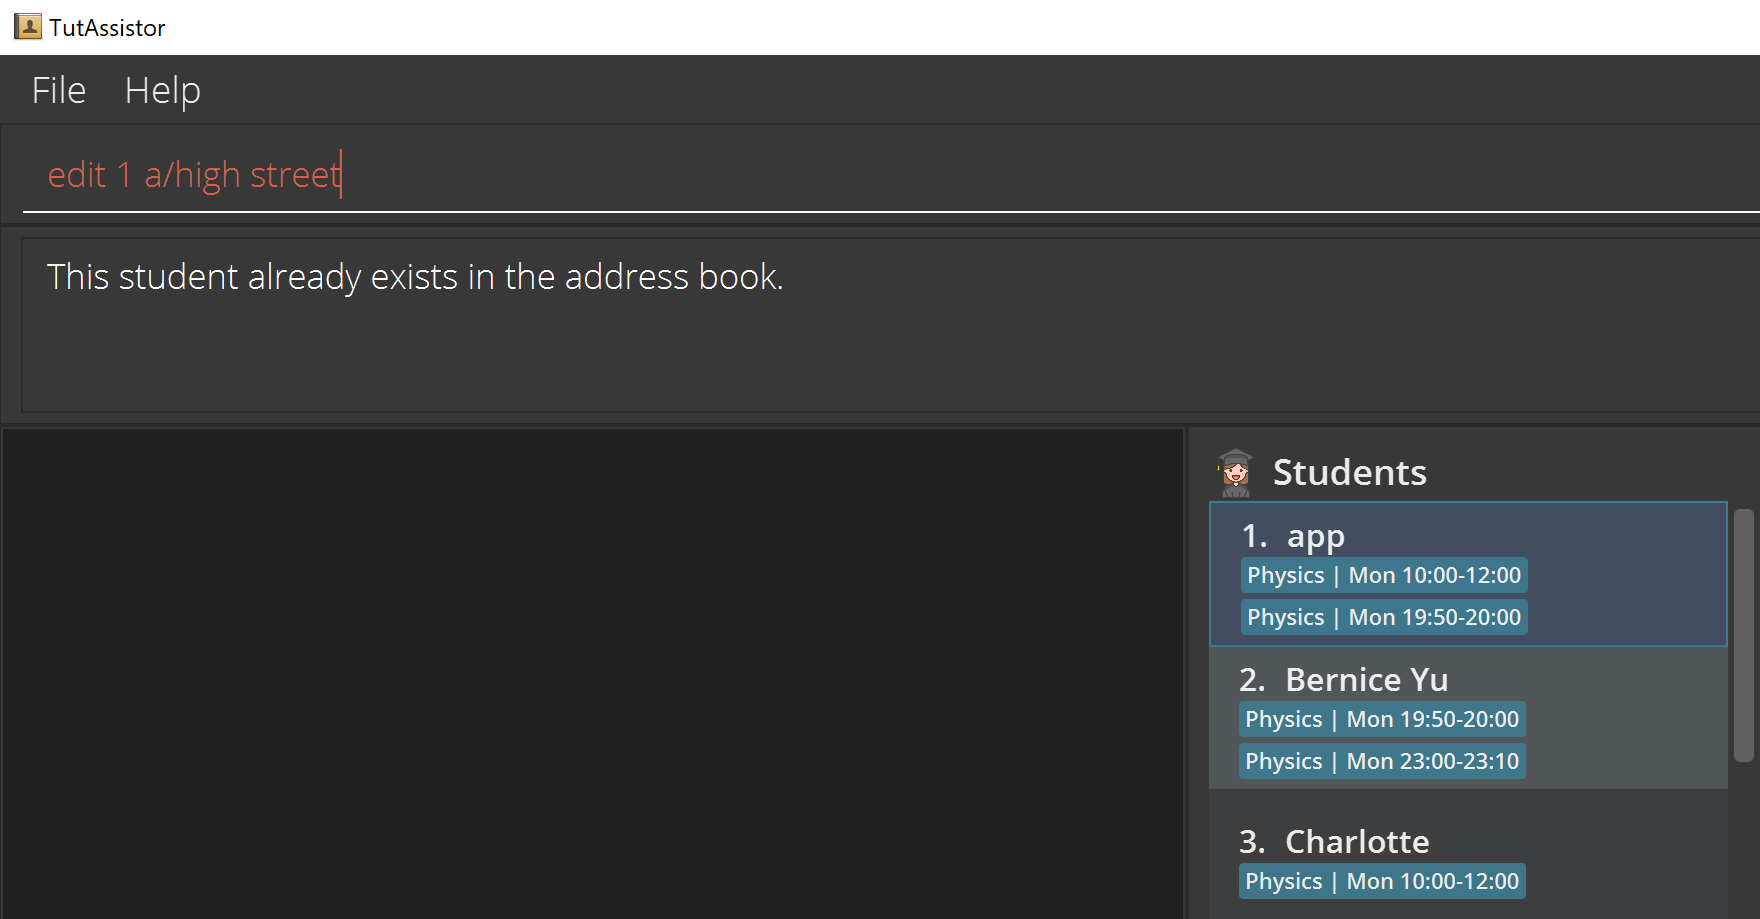 TutAssistor
File Help
edit 1 a/high street
This student already exists in the address book.
Students
1. app
Physics | Mon 10:00-12:00
Physics | Mon 19:50-20:00
2. Bernice Yu
Physics | Mon 19:50-20:00
Physics | Mon 23:00-23:10
3. Charlotte
Physics | Mon 10:00-12:00